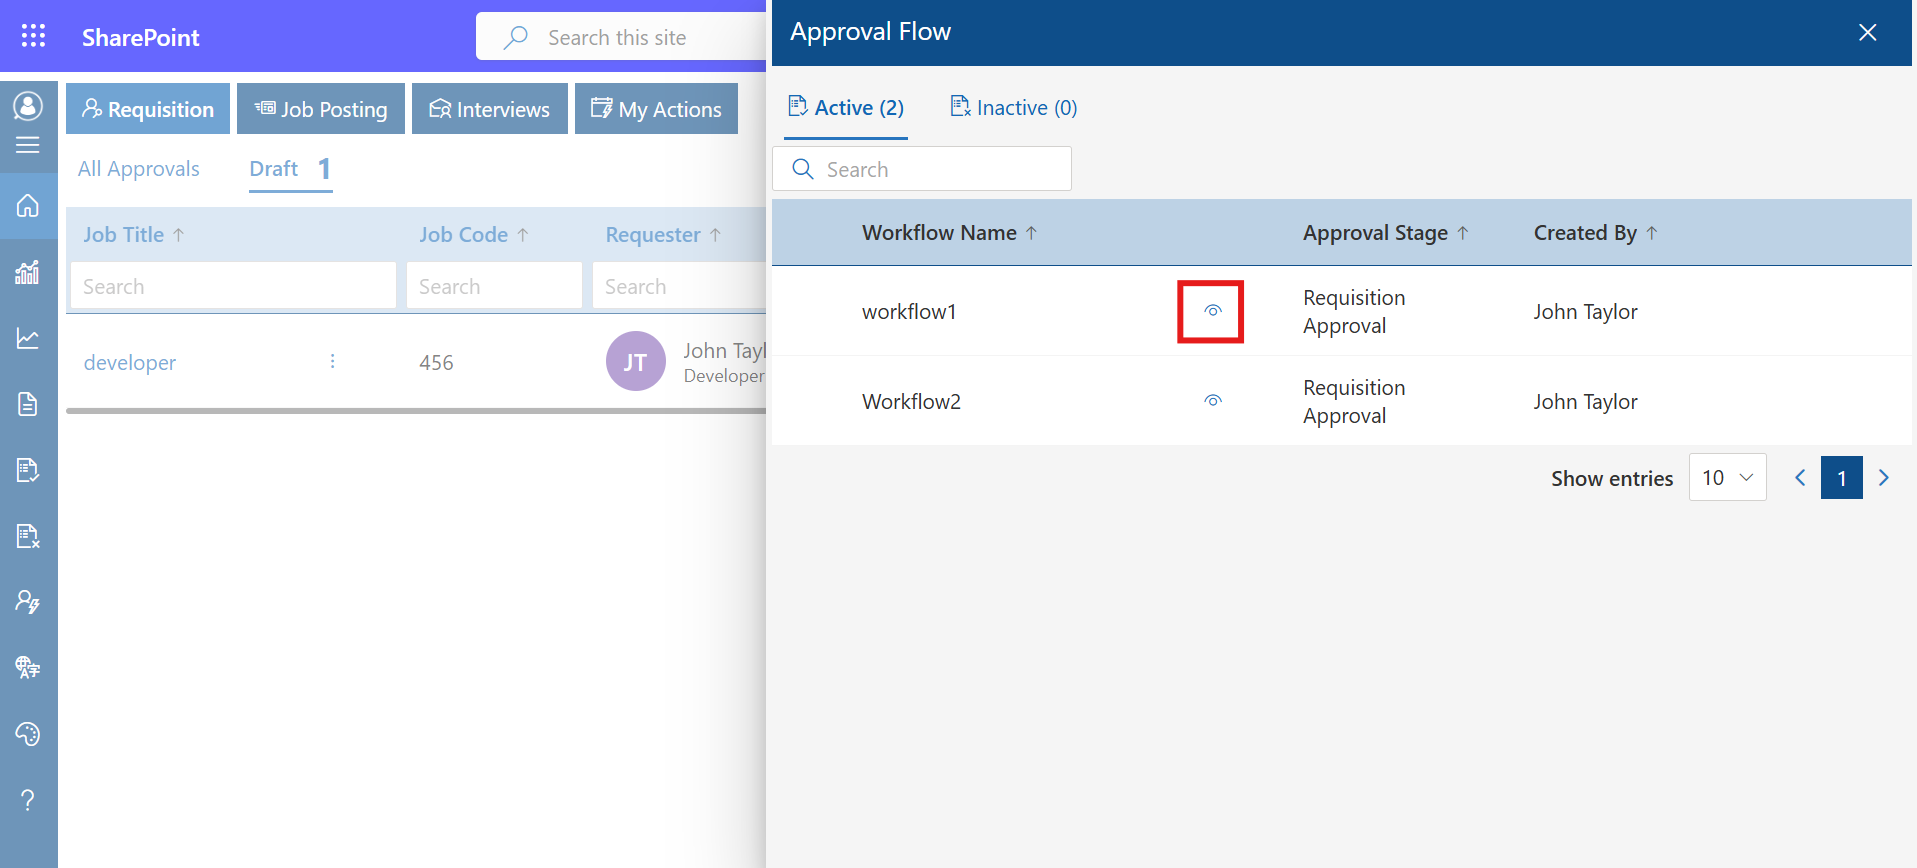 SharePoint
Search this site
Requisition
Job Posting
Interviews
My Actions
All Approvals
Draft 1
Job Title ↑
Job Code ↑
Requester ↑
Search
Search
Search
developer
456
JT
John Tayl
Developer
Approval Flow
Active (2)
Inactive (0)
Search
Workflow Name ↑
Approval Stage ↑
Created By ↑
workflow1
Requisition
Approval
John Taylor
Workflow2
Requisition
Approval
John Taylor
Show entries
10
1